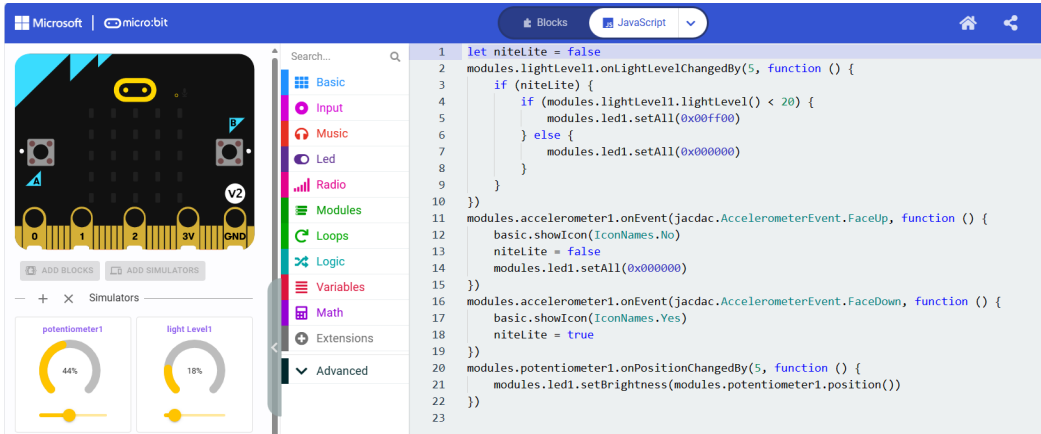 Microsoft | micro:bit
Blocks
JavaScript
B
A
V2
0 1 2 3V GND
ADD BLOCKS ADD SIMULATORS
Simulators
potentiometer1
44%
light Level1
18%
Search...
Basic
Input
Music
Led
Radio
Modules
Loops
Logic
Variables
Math
Extensions
Advanced
1 let niteLite = false
2 modules.lightLevel1.onLightLevelChangedBy(5, function () {
3 if (niteLite) {
4 if (modules.lightLevel1.lightLevel() < 20) {
5 modules.led1.setAll(0x00ff00)
6 } else {
7 modules.led1.setAll(0x000000)
8 }
9 }
10 })
11 modules.accelerometer1.onEvent(jacdac.AccelerometerEvent.FaceUp, function () {
12 basic.showIcon(IconNames.No)
13 niteLite = false
14 modules.led1.setAll(0x000000)
15 })
16 modules.accelerometer1.onEvent(jacdac.AccelerometerEvent.FaceDown, function () {
17 basic.showIcon(IconNames.Yes)
18 niteLite = true
19 })
20 modules.potentiometer1.onPositionChangedBy(5, function () {
21 modules.led1.setBrightness(modules.potentiometer1.position())
22 })
23